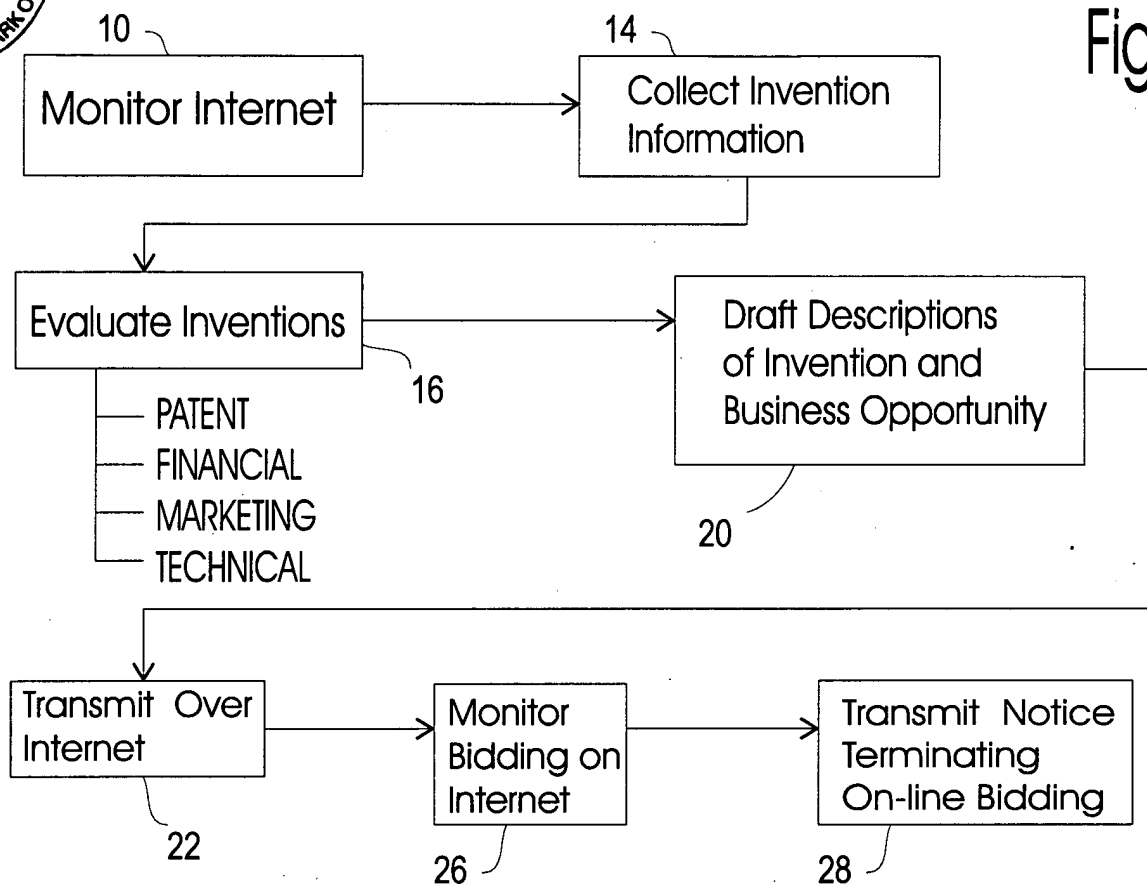 10
14
Fig
Monitor Internet
Collect Invention
Information
Evaluate Inventions
16
PATENT
FINANCIAL
MARKETING
TECHNICAL
Draft Descriptions
of Invention and
Business Opportunity
20
Transmit Over
Internet
22
Monitor
Bidding on
Internet
26
Transmit Notice
Terminating
On-line Bidding
28